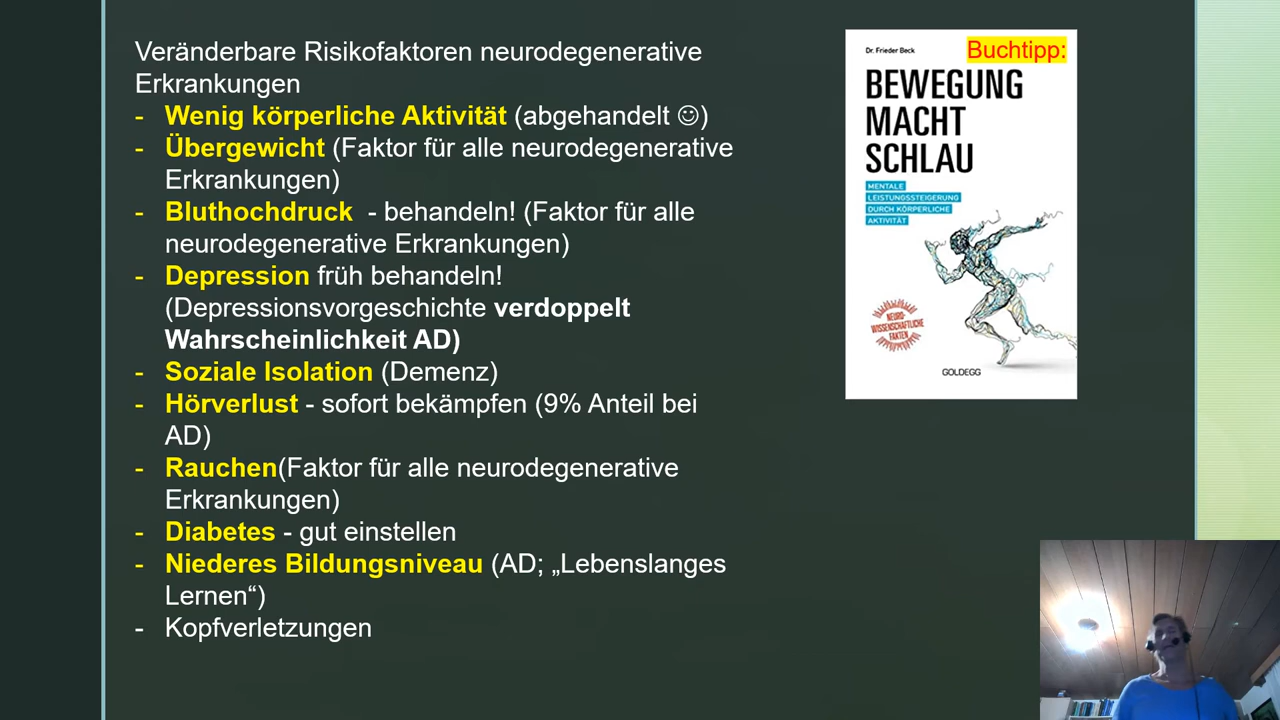 Veränderbare Risikofaktoren neurodegenerative
Erkrankungen
- Wenig körperliche Aktivität (abgehandelt ☺)
- Übergewicht (Faktor für alle neurodegenerative
Erkrankungen)
- Bluthochdruck - behandeln! (Faktor für alle
neurodegenerative Erkrankungen)
- Depression früh behandeln!
(Depressionsvorgeschichte verdoppelt
Wahrscheinlichkeit AD)
- Soziale Isolation (Demenz)
- Hörverlust - sofort bekämpfen (9% Anteil bei
AD)
- Rauchen(Faktor für alle neurodegenerative
Erkrankungen)
- Diabetes - gut einstellen
- Niederes Bildungsniveau (AD; „Lebenslanges
Lernen“)
- Kopfverletzungen
Buchtipp:
Dr. Frieder Beck
BEWEGUNG
MACHT
SCHLAU
MENTALE
LEISTUNGSSTEIGERUNG
DURCH KÖRPERLICHE
AKTIVITÄT
NEURO-
WISSENSCHAFTLICHE
FAKTEN
GOLDEGG